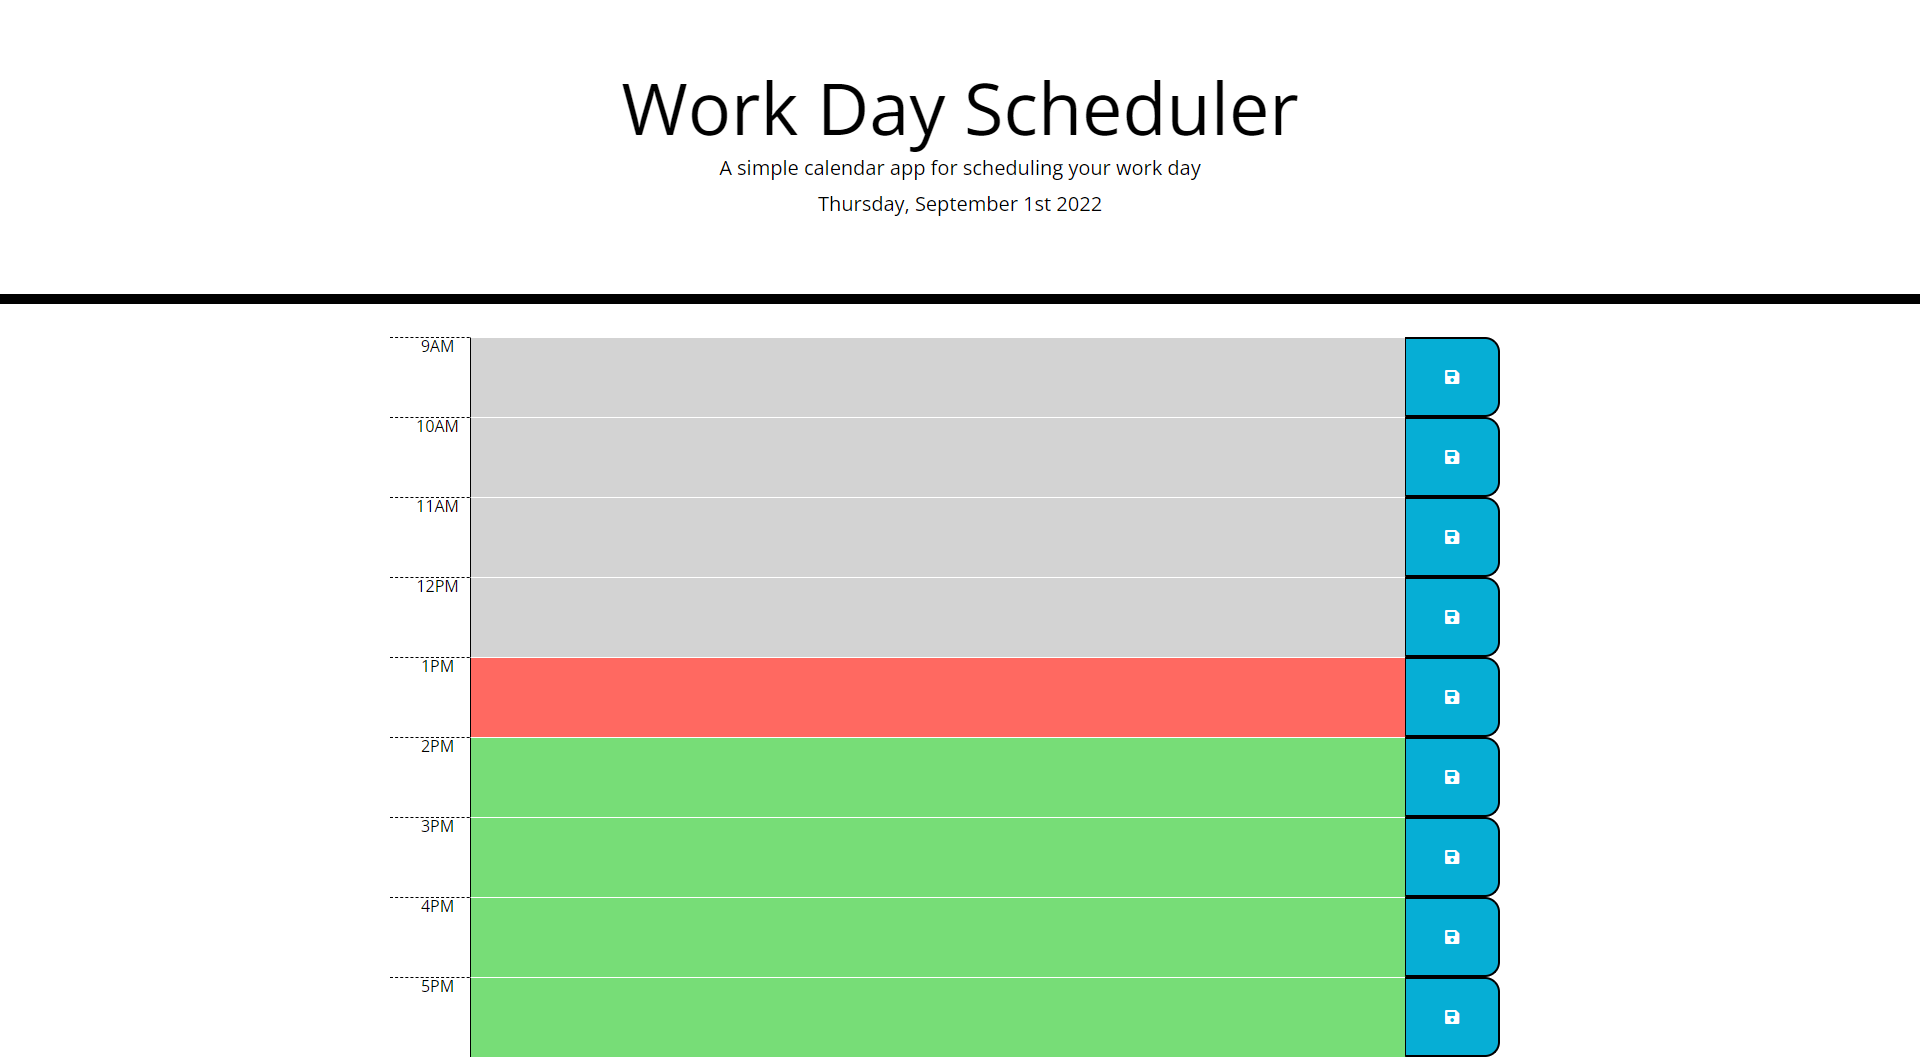 Work Day Scheduler
A simple calendar app for scheduling your work day
Thursday, September 1st 2022
9AM
10AM
11AM
12PM
1PM
2PM
3PM
4PM
5PM